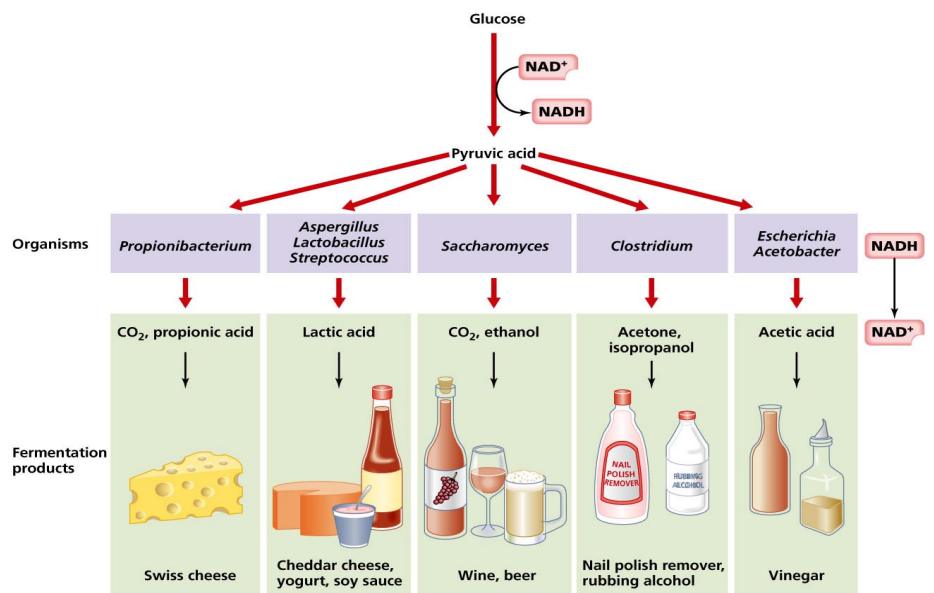 Glucose
NAD⁺
NADH
Pyruvic acid
Organisms
Propionibacterium
Aspergillus
Lactobacillus
Streptococcus
Saccharomyces
Clostridium
Escherichia
Acetobacter
NADH
NAD⁺
CO₂, propionic acid
Lactic acid
CO₂, ethanol
Acetone,
isopropanol
Acetic acid
Fermentation
products
NAIL
POLISH
REMOVER
RUBBING
ALCOHOL
Swiss cheese
Cheddar cheese,
yogurt, soy sauce
Wine, beer
Nail polish remover,
rubbing alcohol
Vinegar